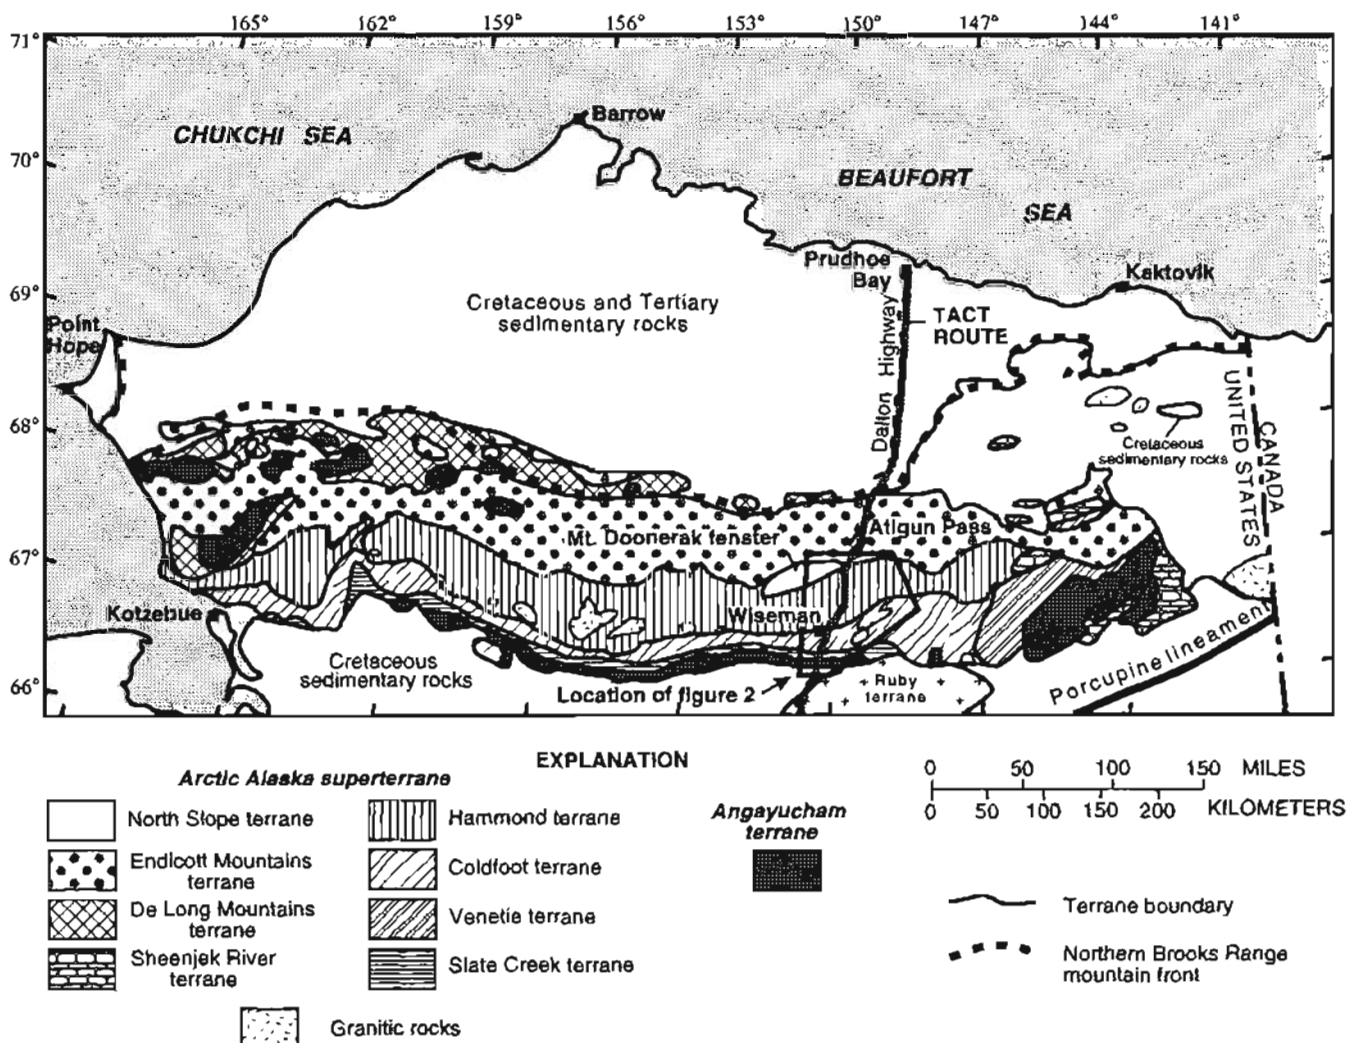 165° 162° 159° 156° 153° 150° 147° 144° 141°
71°
70°
69°
68°
67°
66°
CHUKCHI SEA
Barrow
BEAUFORT
SEA
Prudhoe
Bay
Kaktovik
Point
Hope
Cretaceous and Tertiary
sedimentary rocks
Dalton Highway
TACT
ROUTE
UNITED STATES
CANADA
Cretaceous
sedimentary rocks
Mt. Doonerak fenster
Atigun Pass
Kotzebue
Wiseman
Cretaceous
sedimentary rocks
Location of figure 2
Ruby
terrane
Porcupine lineament
EXPLANATION
Arctic Alaska superterrane
North Slope terrane
Endicott Mountains
terrane
De Long Mountains
terrane
Sheenjek River
terrane
Granitic rocks
Hammond terrane
Coldfoot terrane
Venetie terrane
Slate Creek terrane
Angayucham
terrane
0 50 100 150 MILES
0 50 100 150 200 KILOMETERS
Terrane boundary
Northern Brooks Range
mountain front